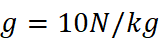 g = 10N/kg